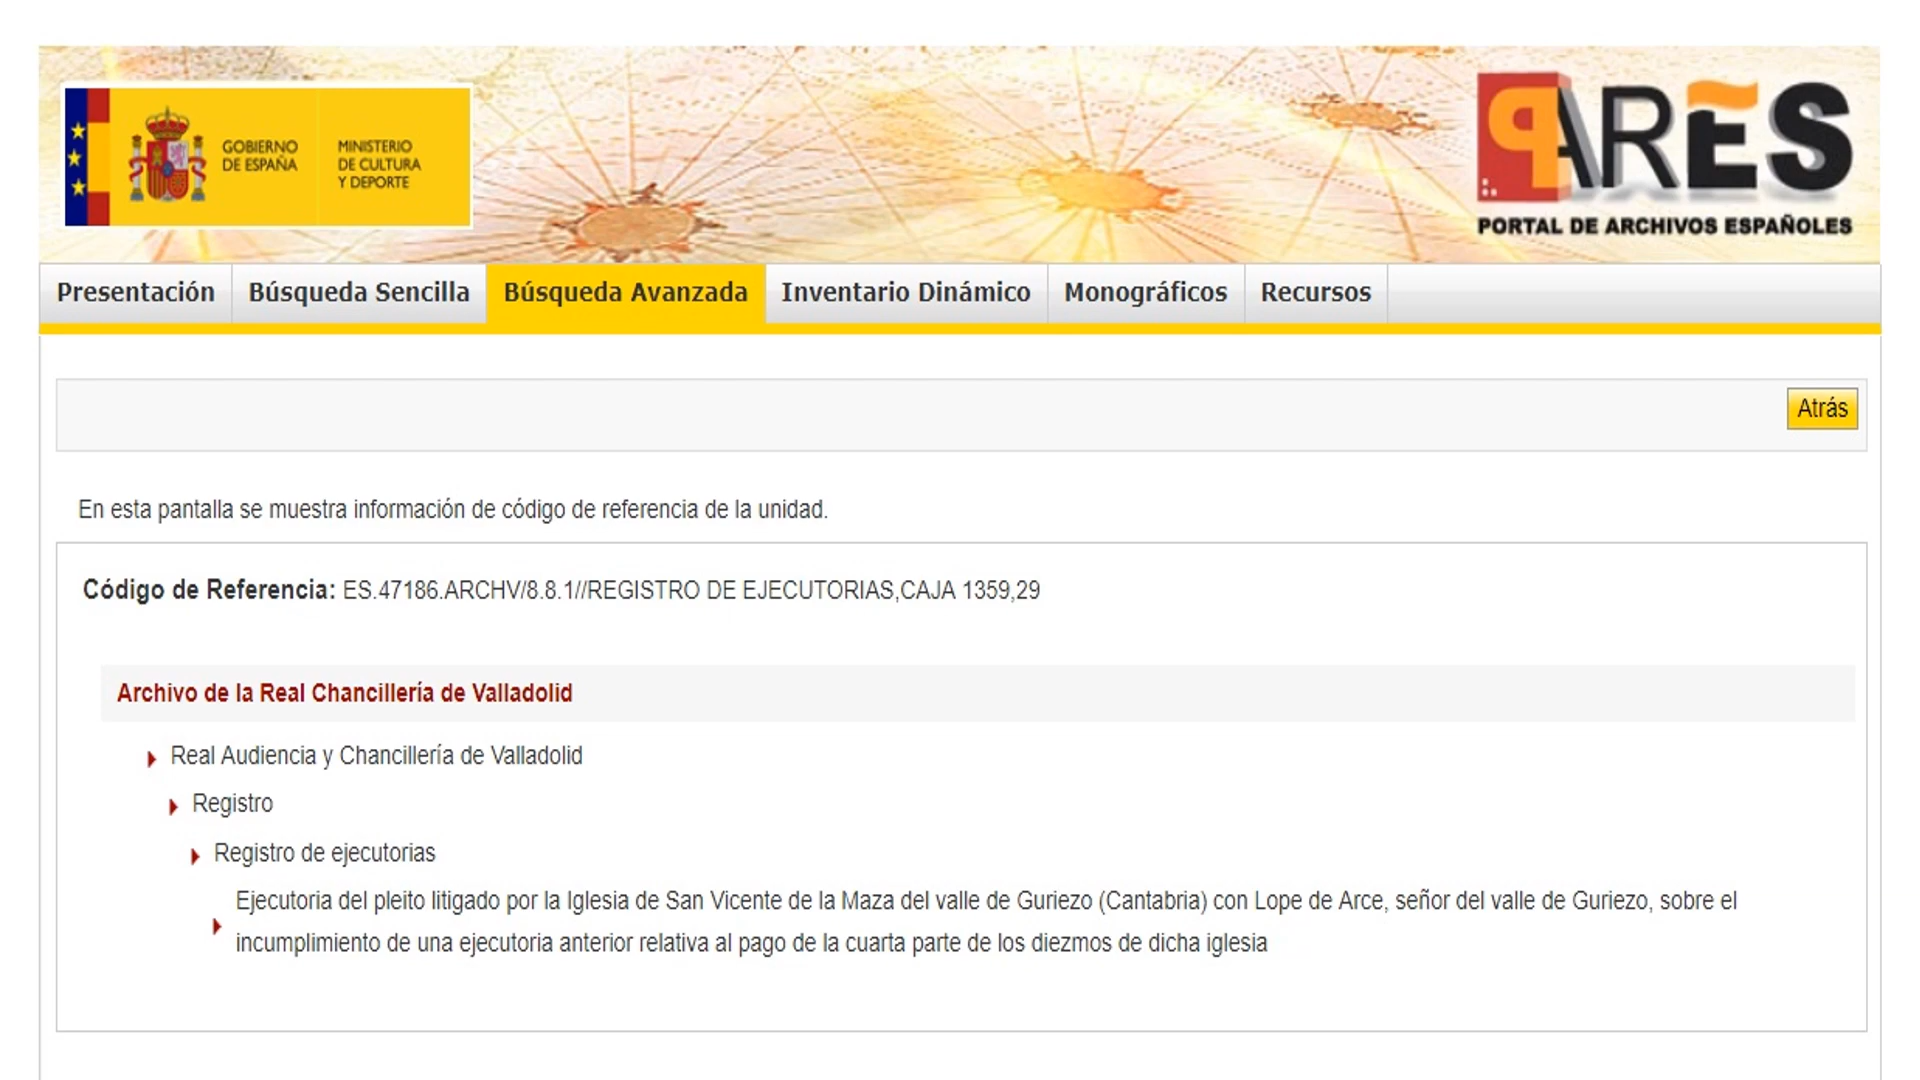 GOBIERNO
DE ESPAÑA
MINISTERIO
DE CULTURA
Y DEPORTE
PARES
PORTAL DE ARCHIVOS ESPAÑOLES
Presentación Búsqueda Sencilla Búsqueda Avanzada Inventario Dinámico Monográficos Recursos
Atrás
En esta pantalla se muestra información de código de referencia de la unidad.
Código de Referencia: ES.47186.ARCHV/8.8.1//REGISTRO DE EJECUTORIAS,CAJA 1359,29
Archivo de la Real Chancillería de Valladolid
Real Audiencia y Chancillería de Valladolid
Registro
Registro de ejecutorias
Ejecutoria del pleito litigado por la Iglesia de San Vicente de la Maza del valle de Guriezo (Cantabria) con Lope de Arce, señor del valle de Guriezo, sobre el
incumplimiento de una ejecutoria anterior relativa al pago de la cuarta parte de los diezmos de dicha iglesia